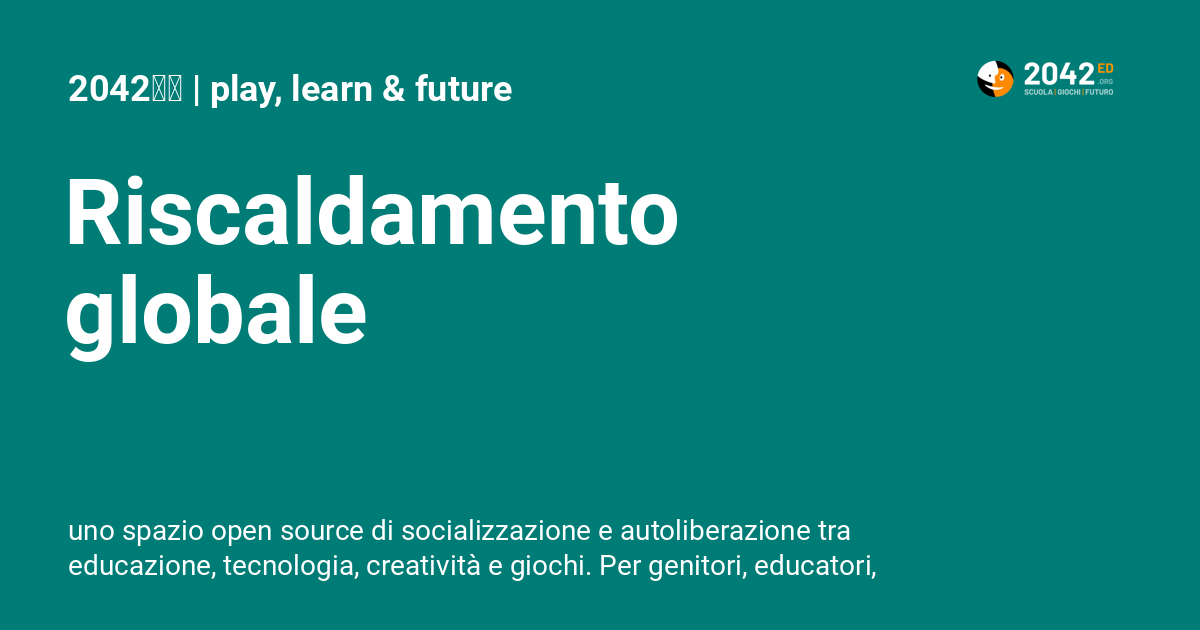 2042 | play, learn & future
2042 ED
.ORG
SCUOLA | GIOCHI | FUTURO
Riscaldamento
globale
uno spazio open source di socializzazione e autoliberazione tra
educazione, tecnologia, creatività e giochi. Per genitori, educatori,